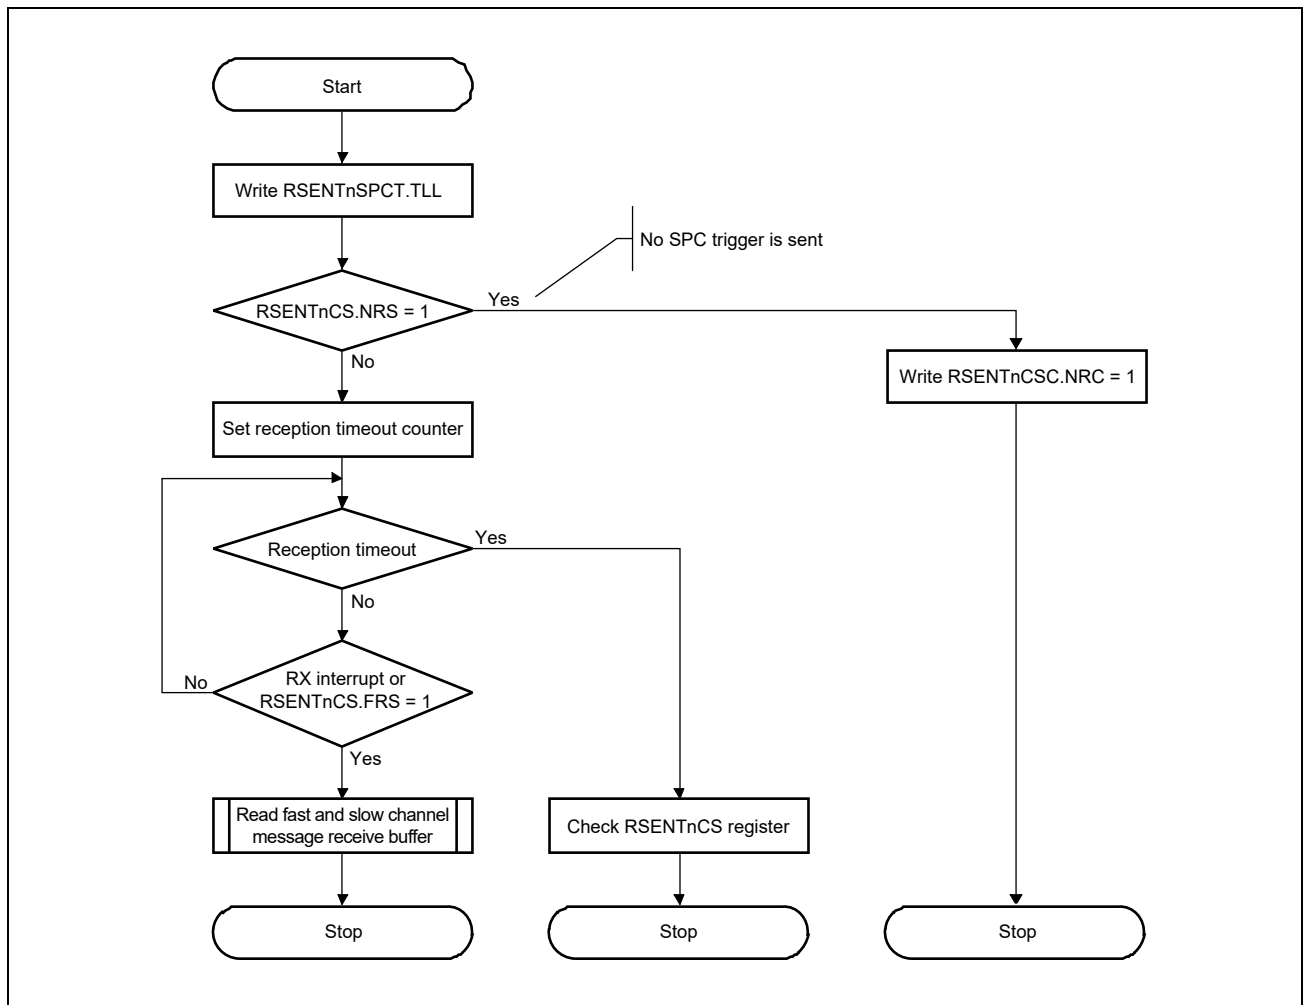 Start
Write RSENTnSPCT.TLL
No SPC trigger is sent
Yes
RSENTnCS.NRS = 1
No
Write RSENTnCSC.NRC = 1
Set reception timeout counter
Yes
Reception timeout
No
RX interrupt or
RSENTnCS.FRS = 1
No
Yes
Read fast and slow channel
message receive buffer
Check RSENTnCS register
Stop
Stop
Stop